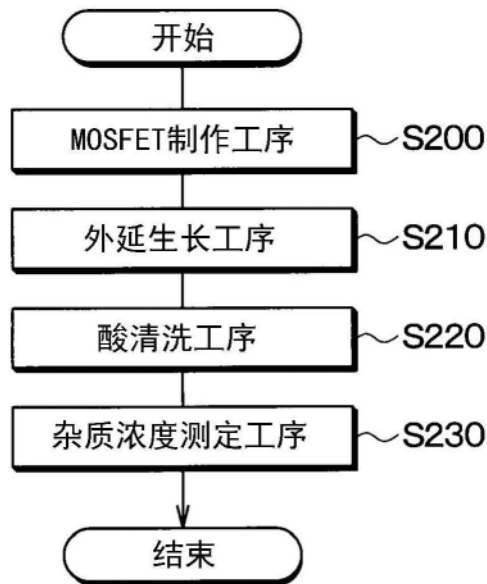 开始
MOSFET制作工序
S200
外延生长工序
S210
酸清洗工序
S220
杂质浓度测定工序
S230
结束